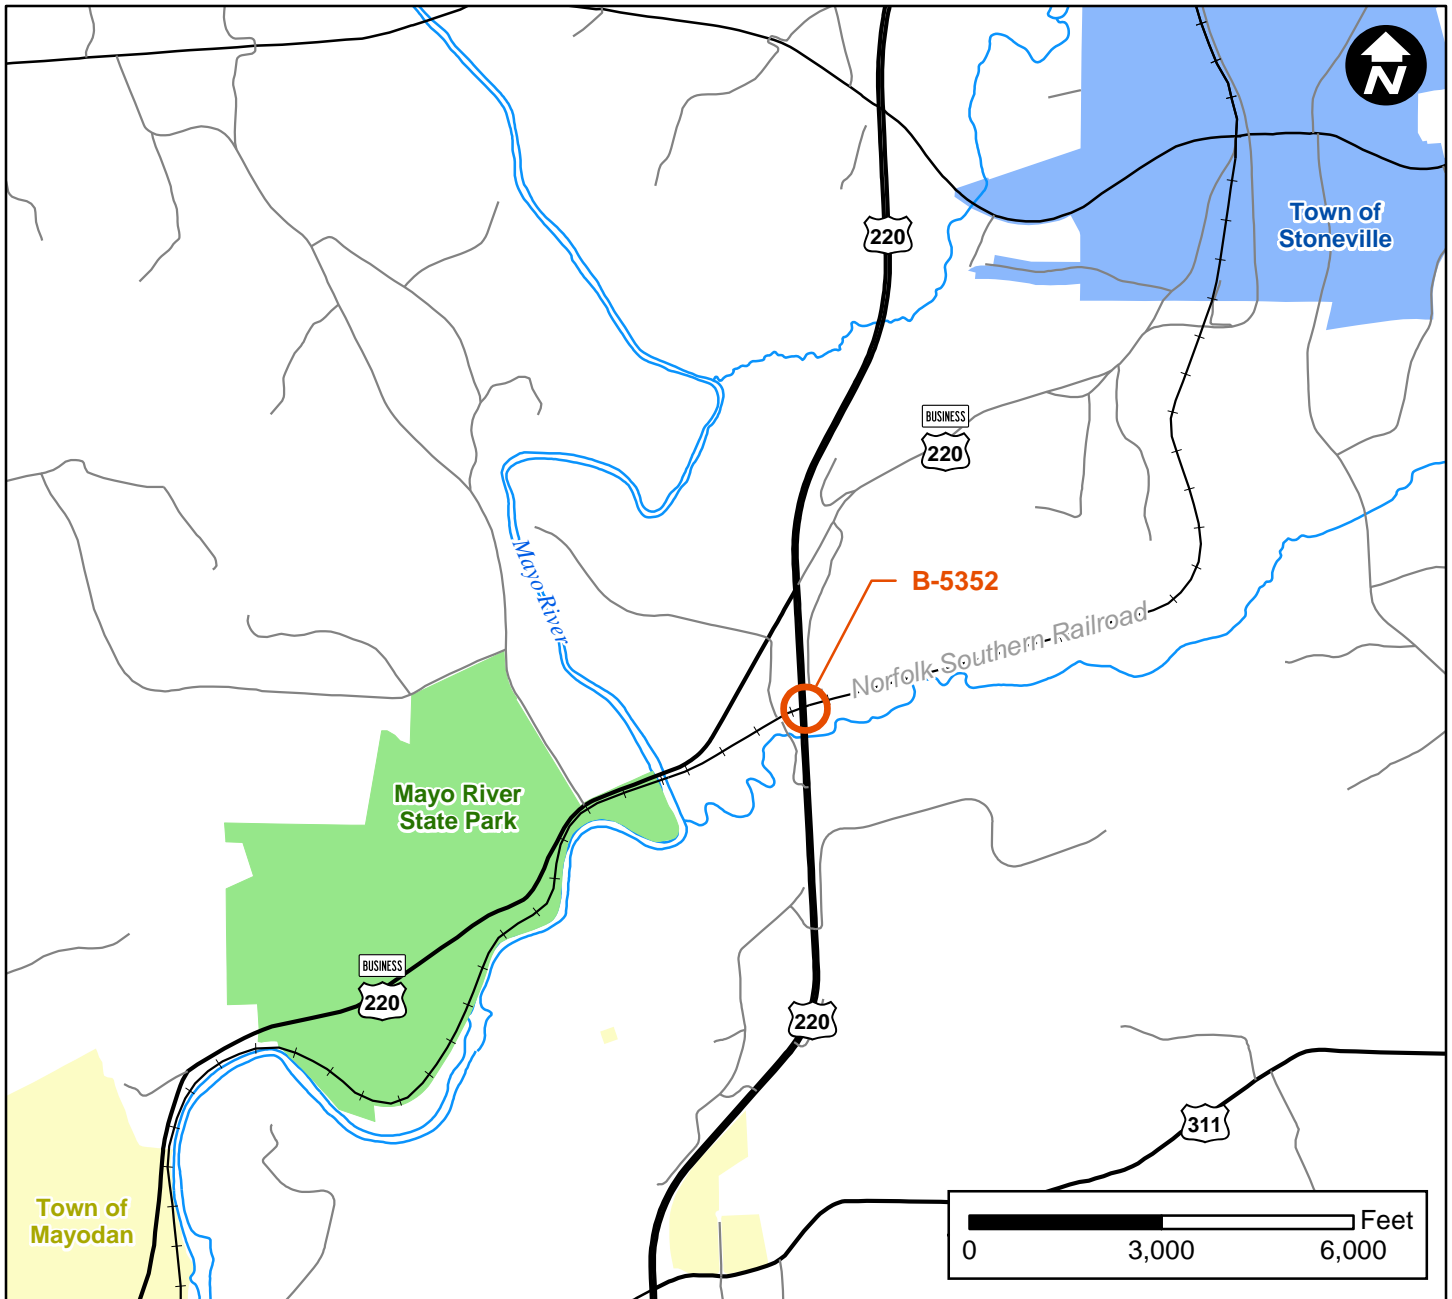 N
Town of
Stoneville
220
BUSINESS
220
Mayo River
B-5352
Norfolk Southern Railroad
Mayo River
State Park
BUSINESS
220
220
311
Town of
Mayodan
Feet
0 3,000 6,000